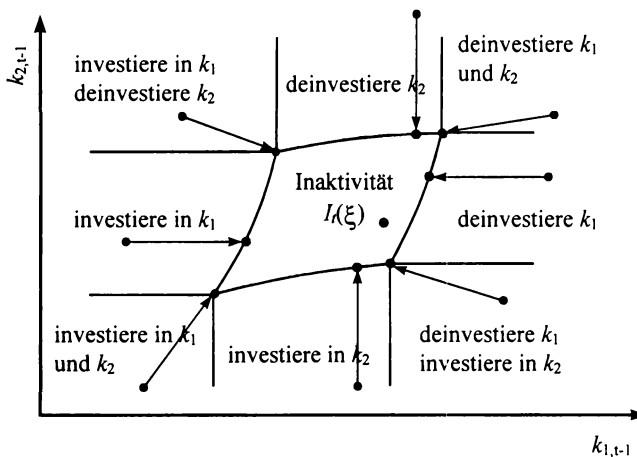 k2,t-1
investiere in k1
deinvestiere k2
deinvestiere k2
deinvestiere k1
und k2
investiere in k1
Inaktivität
It(ξ)
deinvestiere k1
investiere in k1
und k2
investiere in k2
deinvestiere k1
investiere in k2
k1,t-1